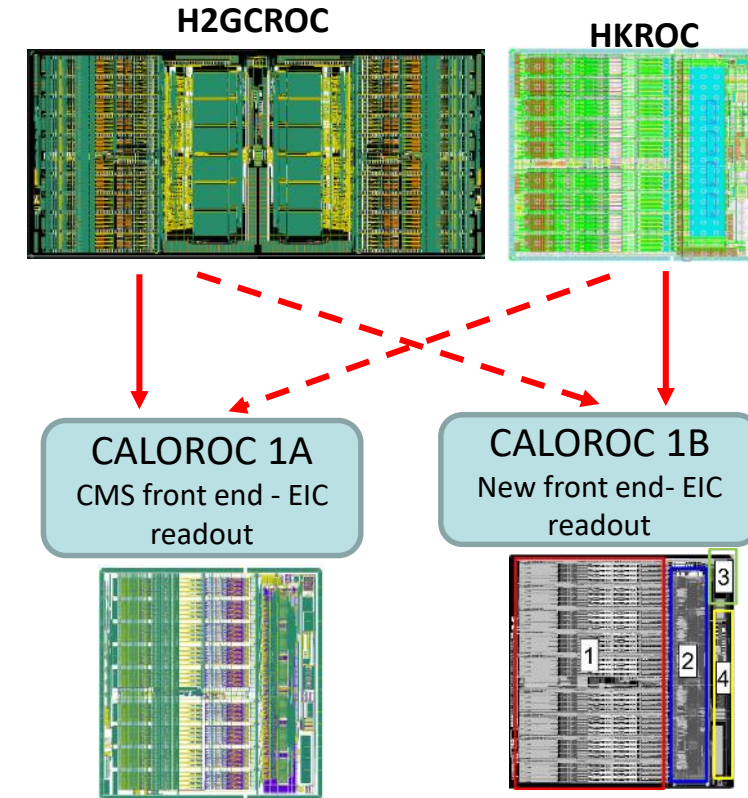 H2GCROC
HKROC
CALOROC 1A
CMS front end - EIC
readout
CALOROC 1B
New front end- EIC
readout
1
2
3
4